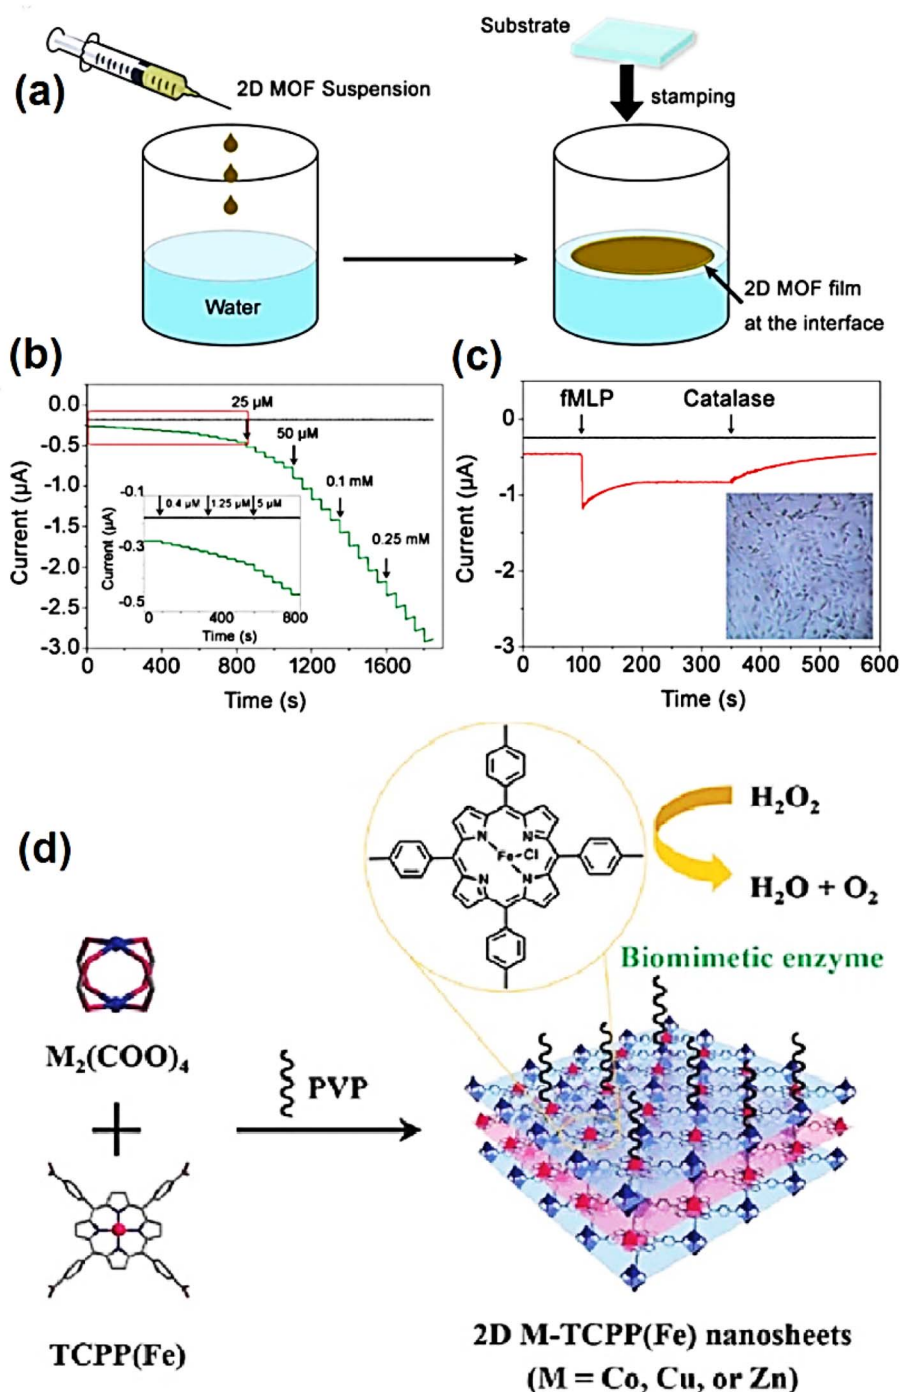 (a)
2D MOF Suspension
Water
Substrate
stamping
2D MOF film
at the interface
(b)
25 µM
50 µM
0.1 mM
0.25 mM
0.0
-0.5
-1.0
-1.5
-2.0
-2.5
-3.0
Current (µA)
0 400 800 1200 1600
Time (s)
-0.1
-0.3
-0.5
Current (µA)
0.4 µM 1.25 µM 5 µM
0 400 800
Time (s)
(c)
fMLP Catalase
0
-1
-2
-3
Current (µA)
0 100 200 300 400 500 600
Time (s)
(d)
N N
Fe-Cl
N N
H₂O₂
H₂O + O₂
Biomimetic enzyme
M₂(COO)₄
PVP
TCPP(Fe)
2D M-TCPP(Fe) nanosheets
(M = Co, Cu, or Zn)